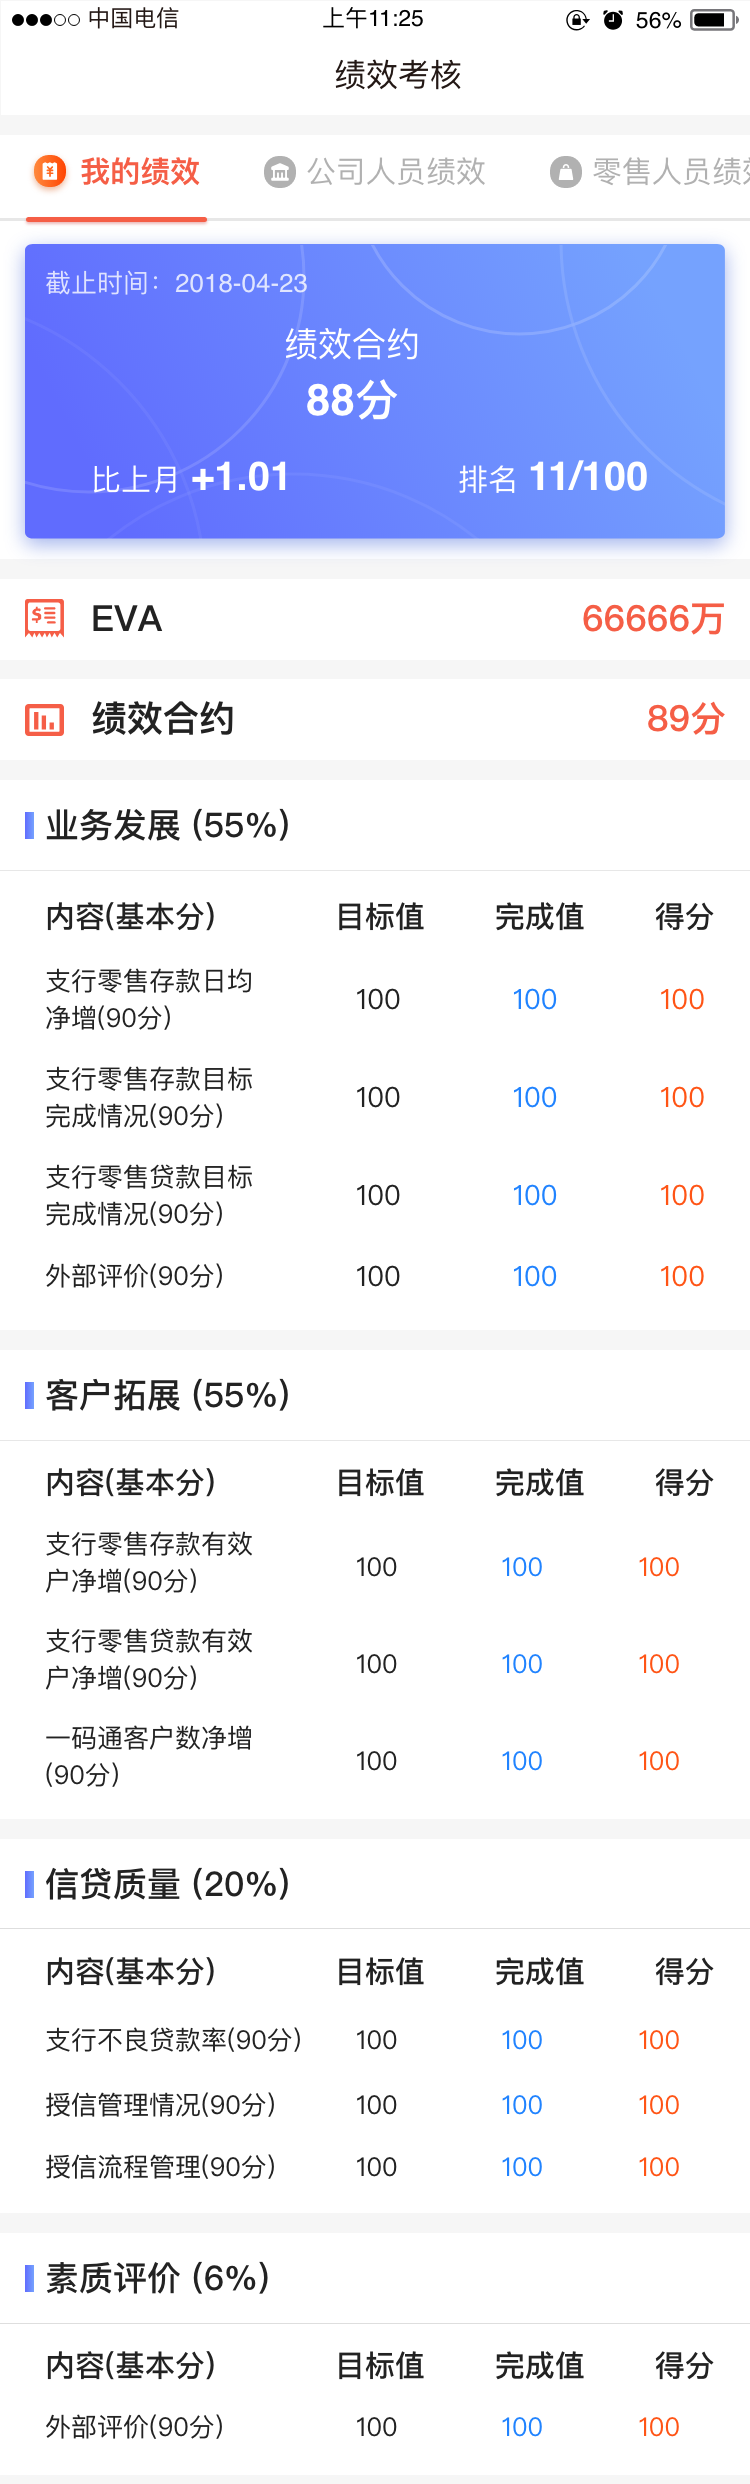 中国电信 上午11:25 56%
绩效考核
我的绩效 公司人员绩效 零售人员绩效
截止时间：2018-04-23
绩效合约
88分
比上月 +1.01 排名 11/100
EVA 66666万
绩效合约 89分
业务发展 (55%)
内容(基本分) 目标值 完成值 得分
支行零售存款日均
净增(90分) 100 100 100
支行零售存款目标
完成情况(90分) 100 100 100
支行零售贷款目标
完成情况(90分) 100 100 100
外部评价(90分) 100 100 100
客户拓展 (55%)
内容(基本分) 目标值 完成值 得分
支行零售存款有效
户净增(90分) 100 100 100
支行零售贷款有效
户净增(90分) 100 100 100
一码通客户数净增
(90分) 100 100 100
信贷质量 (20%)
内容(基本分) 目标值 完成值 得分
支行不良贷款率(90分) 100 100 100
授信管理情况(90分) 100 100 100
授信流程管理(90分) 100 100 100
素质评价 (6%)
内容(基本分) 目标值 完成值 得分
外部评价(90分) 100 100 100